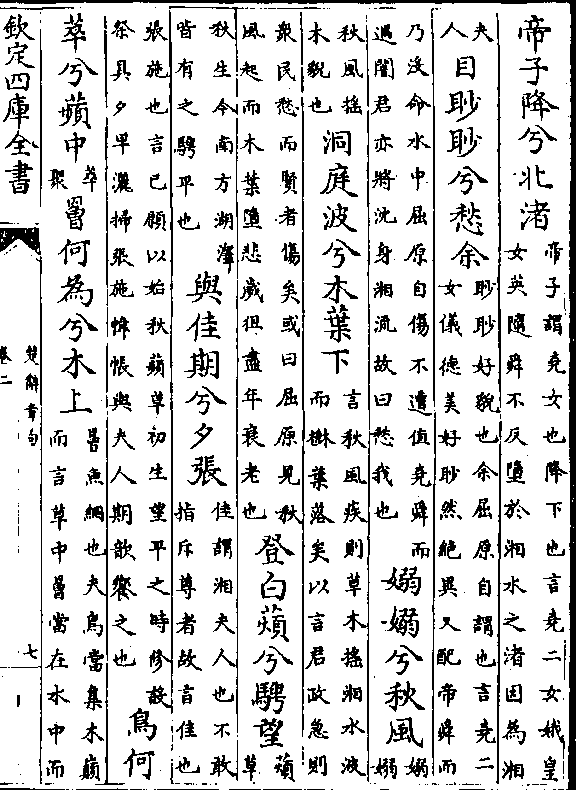 帝子降兮北渚帝子謂堯女也降下也言堯二女娥皇女英隨舜不反墮於湘水之渚因為湘
夫人目眇眇兮愁余眇眇好貌也余屈原自謂也言堯二女儀德美好眇然絶異又配帝舜而
乃沒命水中屈原自傷不遭值堯舜而遇闇君亦將沈身湘流故曰愁我也嫋嫋兮秋風嫋嫋
秋風搖木貌也洞庭波兮木葉下言秋風疾則草木搖湘水波而樹葉落矣以言君政急則
衆民愁而賢者傷矣或曰屈原見秋風起而木葉墮悲歲徂盡年衰老也登白薠兮騁望薠草
秋生今南方湖澤皆有之騁平也與佳期兮夕張佳謂湘夫人也不敢指斥尊者故言佳也
張施也言己願以始秋蘋草初生望平之時修設祭具夕早灑掃張施幃帳與夫人期歆饗之也鳥何
萃兮蘋中萃聚罾何為兮木上罾魚網也夫鳥當集木巔而言草中罾當在水中而
欽定四庫全書
楚辭章句
卷二
七